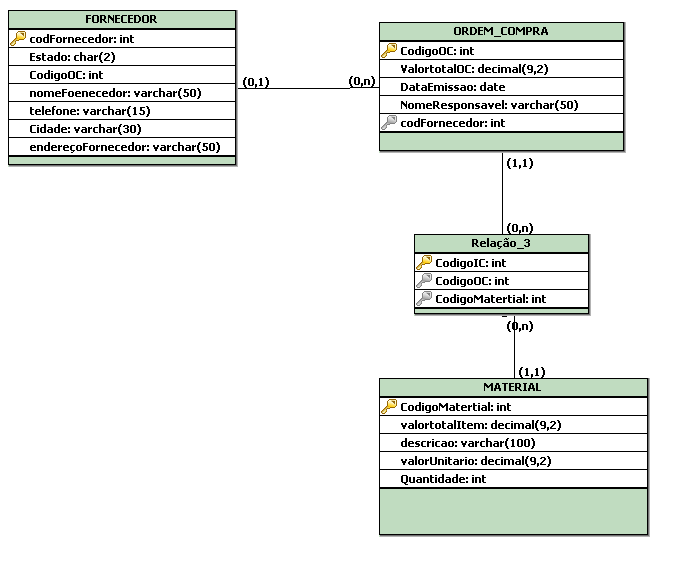 FORNECEDOR
codFornecedor: int
Estado: char(2)
CodigoOC: int
nomeFoenecedor: varchar(50)
telefone: varchar(15)
Cidade: varchar(30)
endereçoFornecedor: varchar(50)
(0,1)
(0,n)
ORDEM_COMPRA
CodigoOC: int
ValortotalOC: decimal(9,2)
DataEmissao: date
NomeResponsavel: varchar(50)
codFornecedor: int
(1,1)
(0,n)
Relação_3
CodigoIC: int
CodigoOC: int
CodigoMatertial: int
(0,n)
(1,1)
MATERIAL
CodigoMatertial: int
valortotalItem: decimal(9,2)
descricao: varchar(100)
valorUnitario: decimal(9,2)
Quantidade: int